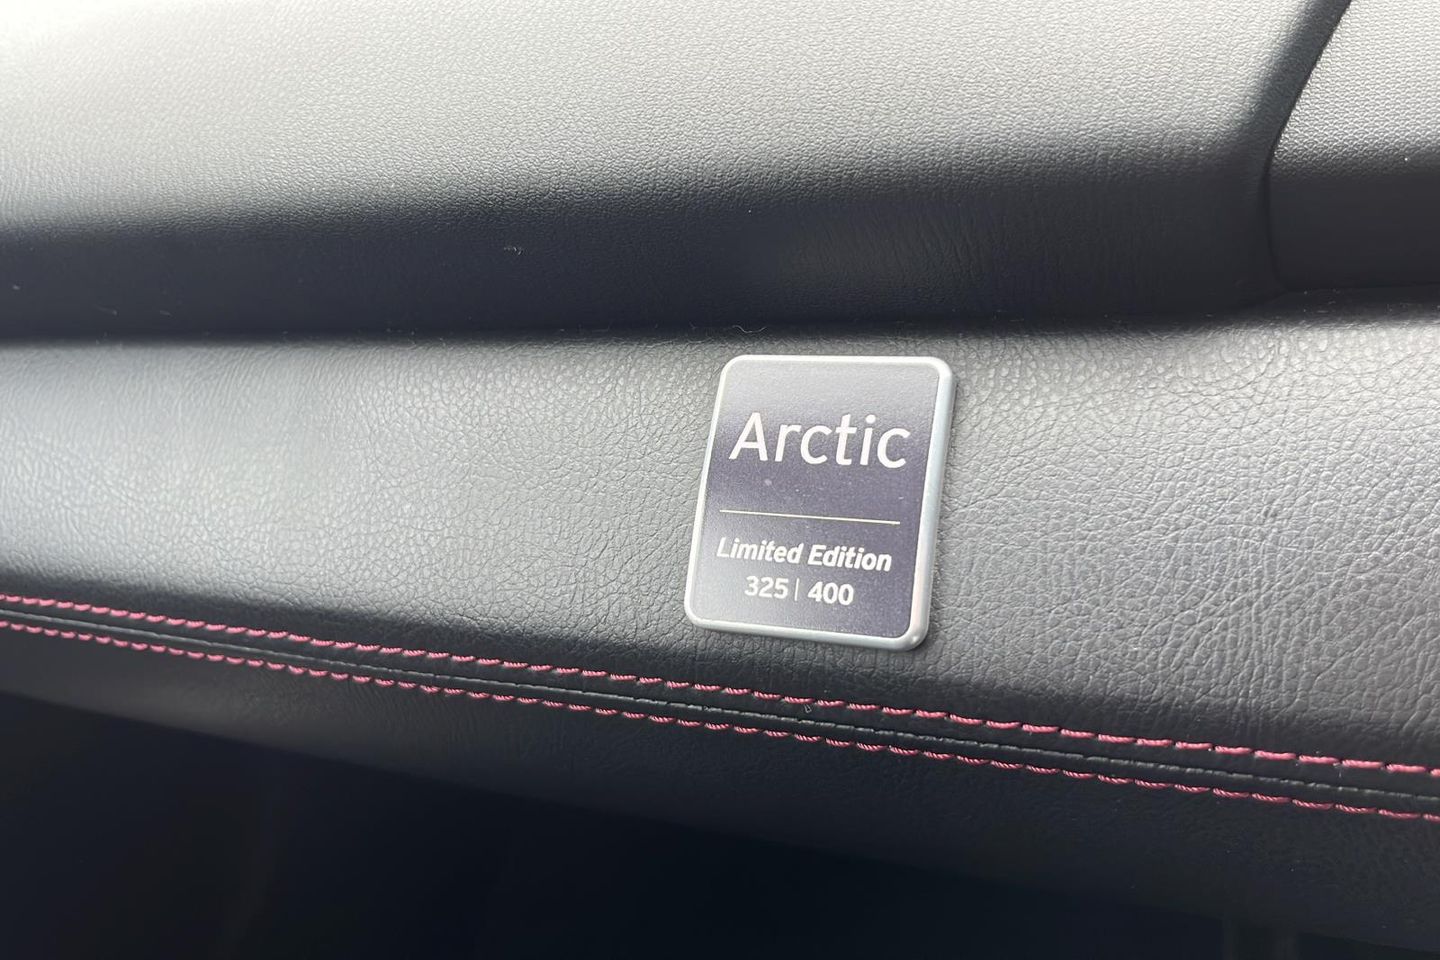 Arctic
Limited Edition
325 | 400